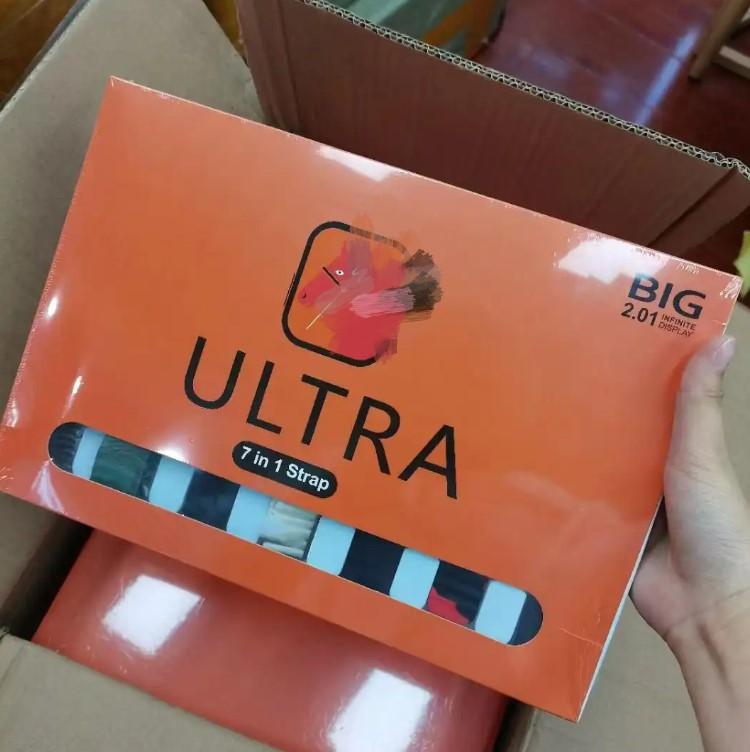 BIG
2.01 INFINITE
DISPLAY
ULTRA
7 in 1 Strap